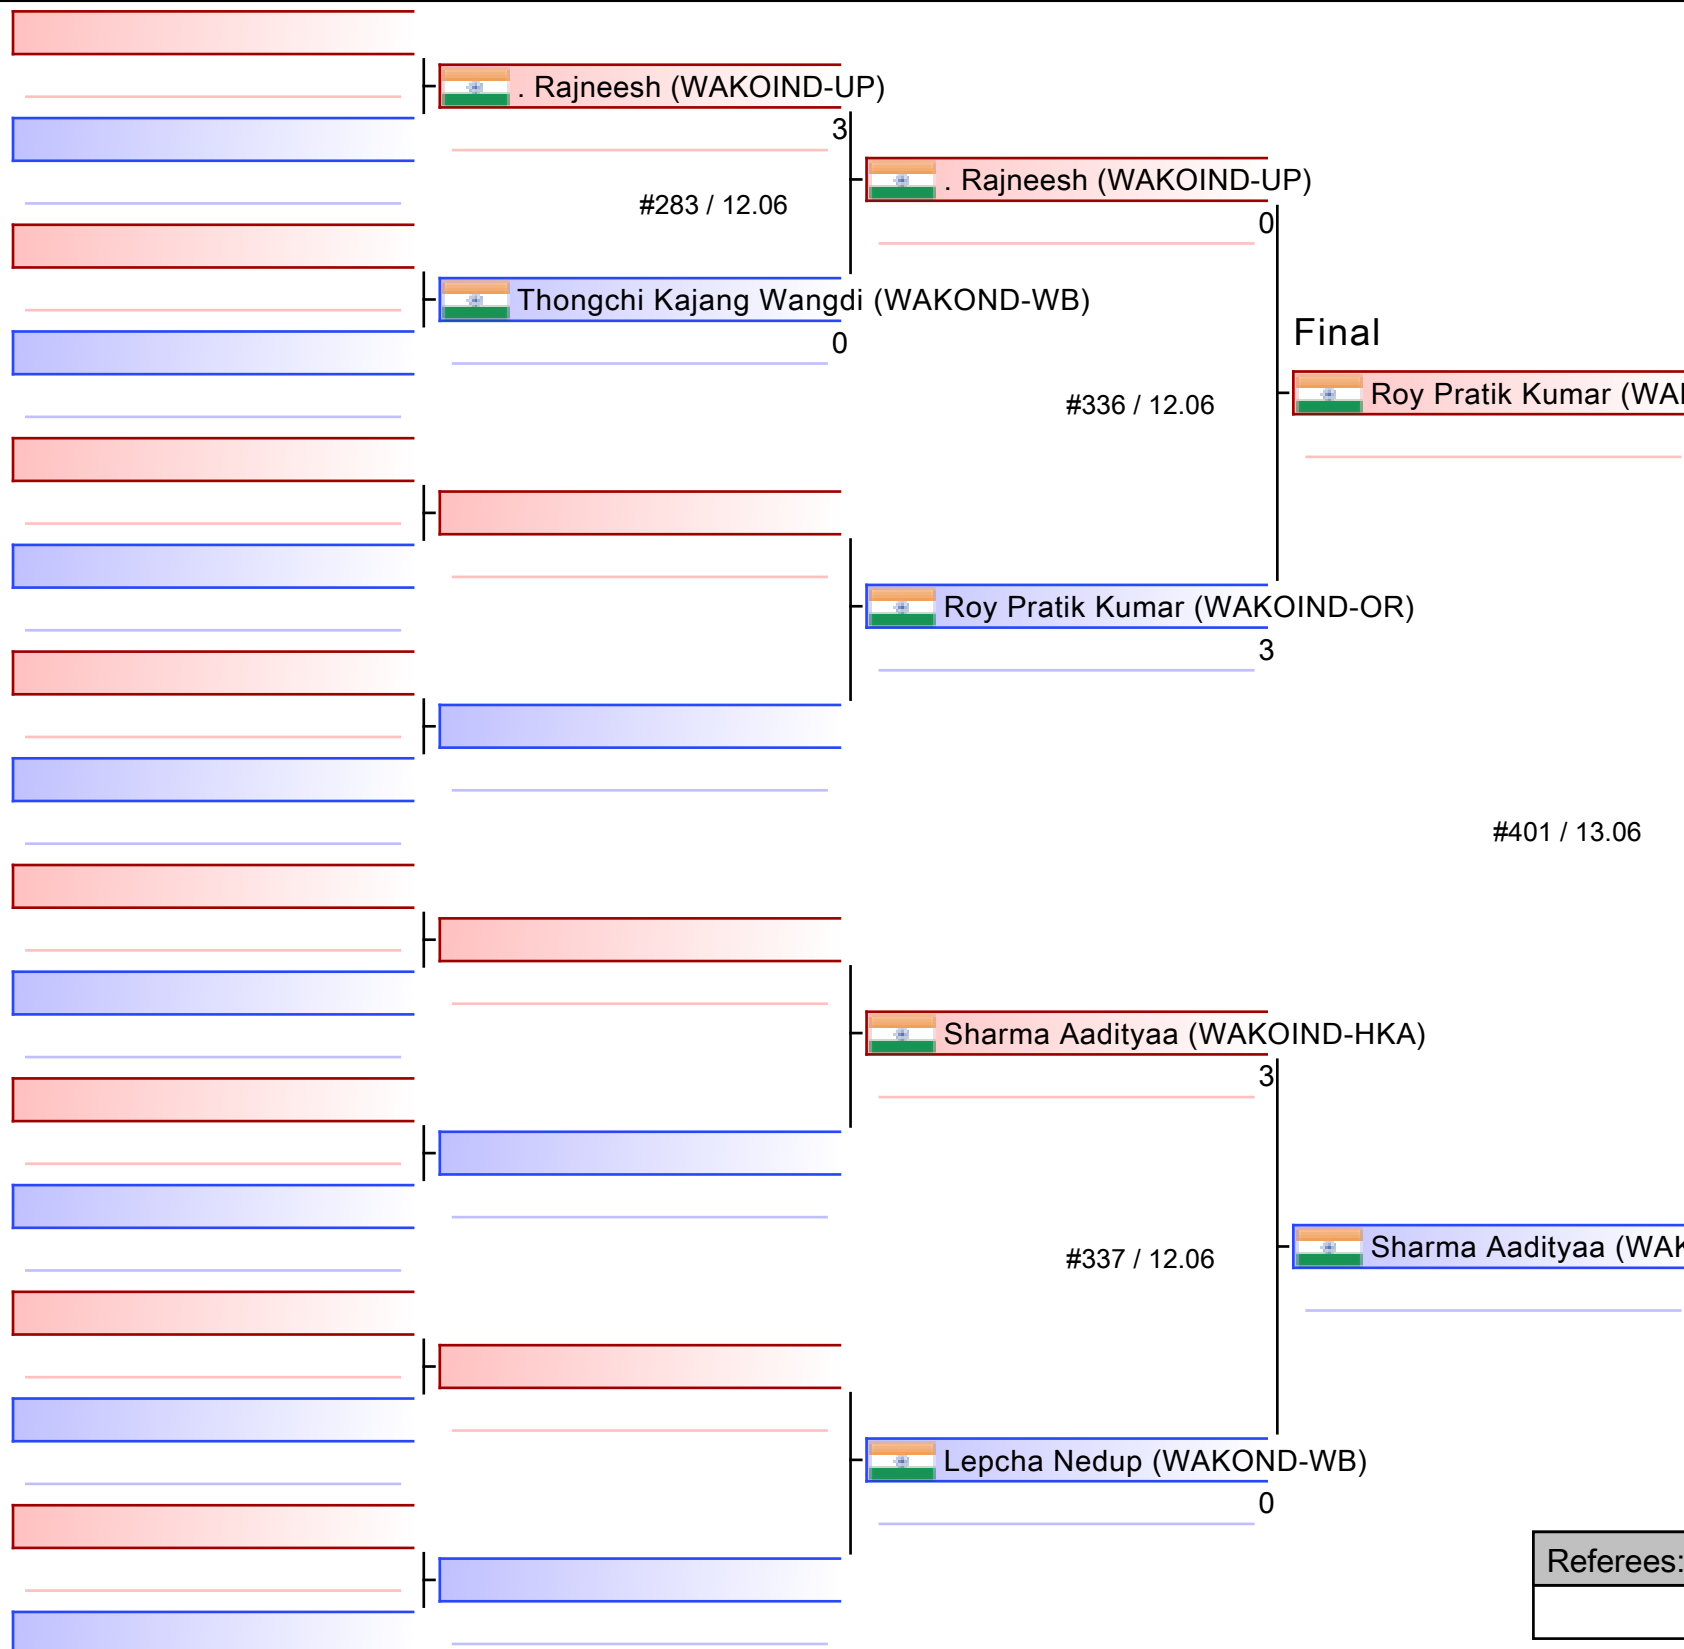 . Rajneesh (WAKOIND-UP)
3
#283 / 12.06
Thongchi Kajang Wangdi (WAKOND-WB)
0
. Rajneesh (WAKOIND-UP)
0
#336 / 12.06
Roy Pratik Kumar (WAKOIND-OR)
3
Final
Roy Pratik Kumar (WA
#401 / 13.06
Sharma Aadityaa (WAKOIND-HKA)
3
#337 / 12.06
Lepcha Nedup (WAKOND-WB)
0
Sharma Aadityaa (WAK
Referees: